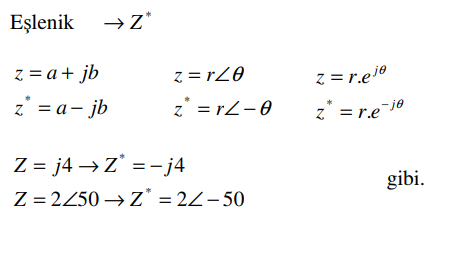 Eşlenik → Z*
z = a + jb z = r∠θ z = r.e^{jθ}
z* = a − jb z* = r∠−θ z* = r.e^{−jθ}
Z = j4 → Z* = −j4
Z = 2∠50 → Z* = 2∠−50 gibi.